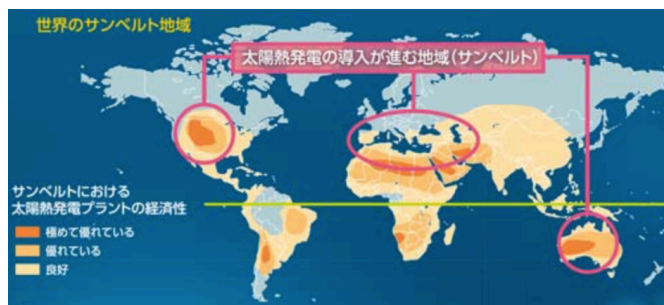 世界のサンベルト地域
太陽熱発電の導入が進む地域(サンベルト)
サンベルトにおける
太陽熱発電プラントの経済性
極めて優れている
優れている
良好